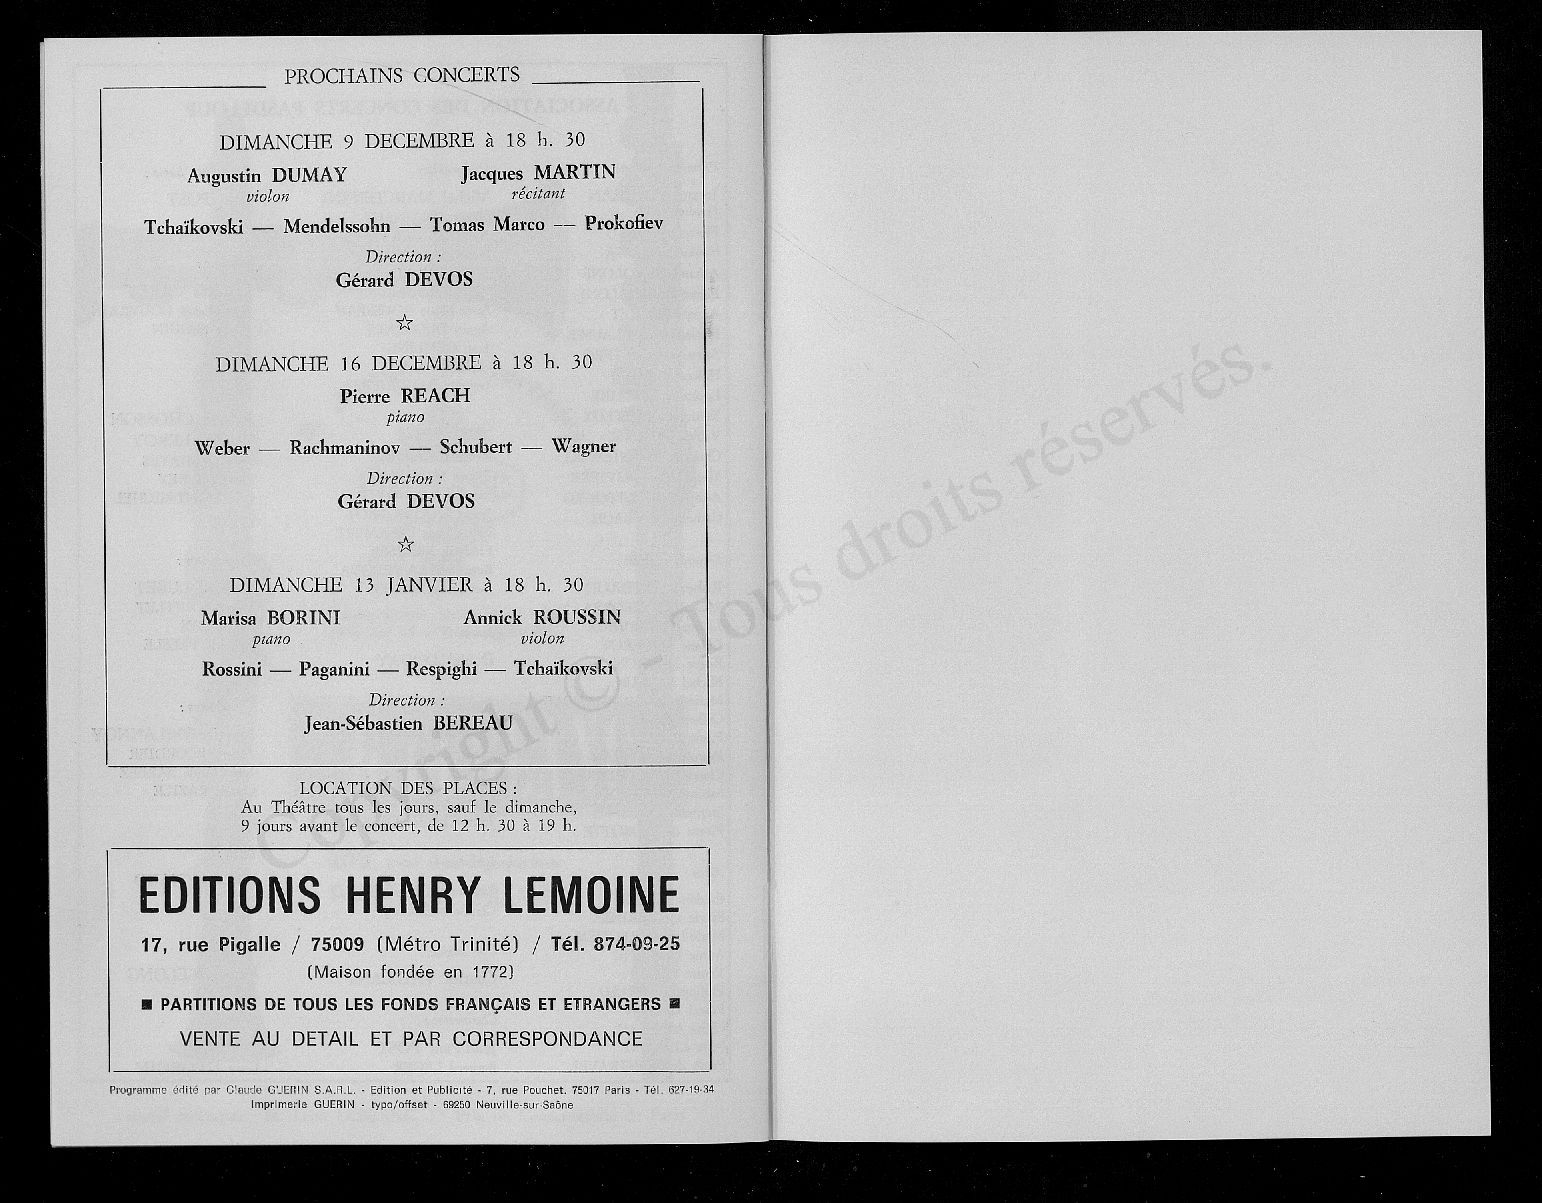 PROCHAINS CONCERTS
DIMANCHE 9 DECEMBRE à 18 h. 30
Augustin DUMAY Jacques MARTIN
violon récitant
Tchaïkovski — Mendelssohn — Tomas Marco — Prokofiev
Direction :
Gérard DEVOS
☆
DIMANCHE 16 DECEMBRE à 18 h. 30
Pierre REACH
piano
Weber — Rachmaninov — Schubert — Wagner
Direction :
Gérard DEVOS
☆
DIMANCHE 13 JANVIER à 18 h. 30
Marisa BORINI Annick ROUSSIN
piano violon
Rossini — Paganini — Respighi — Tchaïkovski
Direction :
Jean-Sébastien BEREAU
LOCATION DES PLACES :
Au Théâtre tous les jours, sauf le dimanche,
9 jours avant le concert, de 12 h. 30 à 19 h.
EDITIONS HENRY LEMOINE
17, rue Pigalle / 75009 (Métro Trinité) / Tél. 874-09-25
(Maison fondée en 1772)
■ PARTITIONS DE TOUS LES FONDS FRANÇAIS ET ETRANGERS ■
VENTE AU DETAIL ET PAR CORRESPONDANCE
Programme édité par Claude GUERIN S.A.R.L. - Edition et Publicité - 7, rue Pouchet. 75017 Paris - Tél. 627-19-34
Imprimerie GUERIN - typo/offset - 69250 Neuville-sur-Saône
Copyright © - Tous droits réservés.